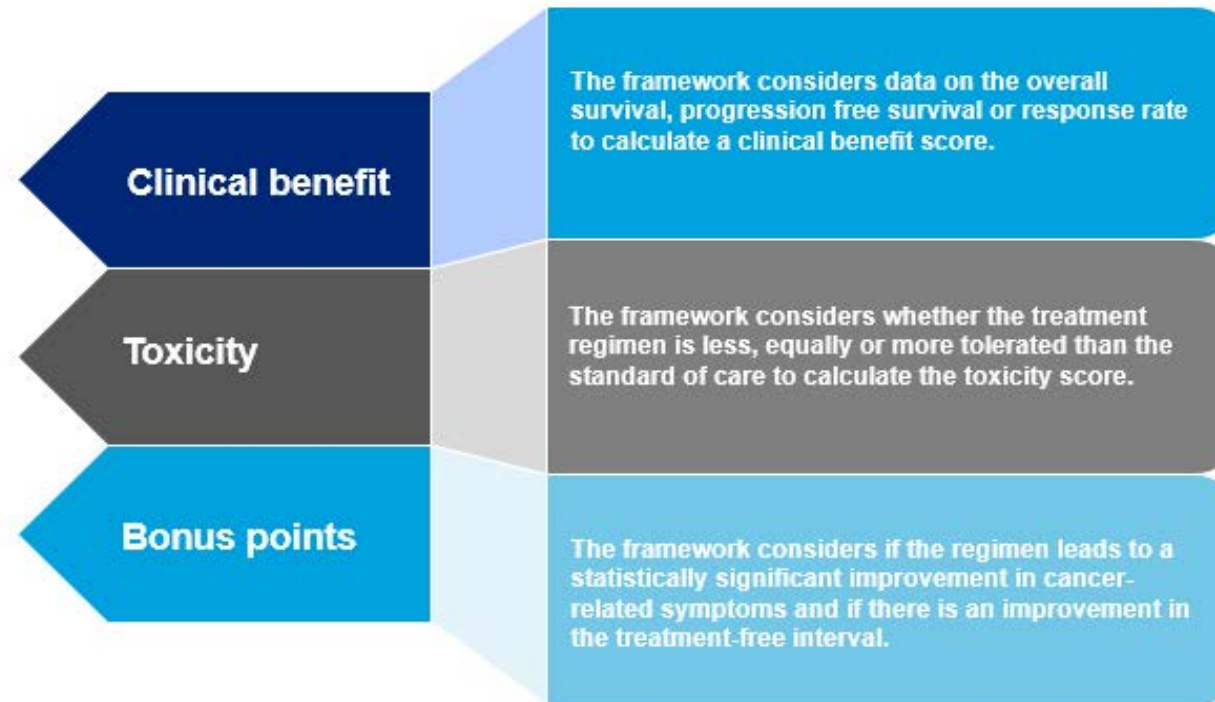 Clinical benefit
The framework considers data on the overall
survival, progression free survival or response rate
to calculate a clinical benefit score.
Toxicity
The framework considers whether the treatment
regimen is less, equally or more tolerated than the
standard of care to calculate the toxicity score.
Bonus points
The framework considers if the regimen leads to a
statistically significant improvement in cancer-
related symptoms and if there is an improvement in
the treatment-free interval.